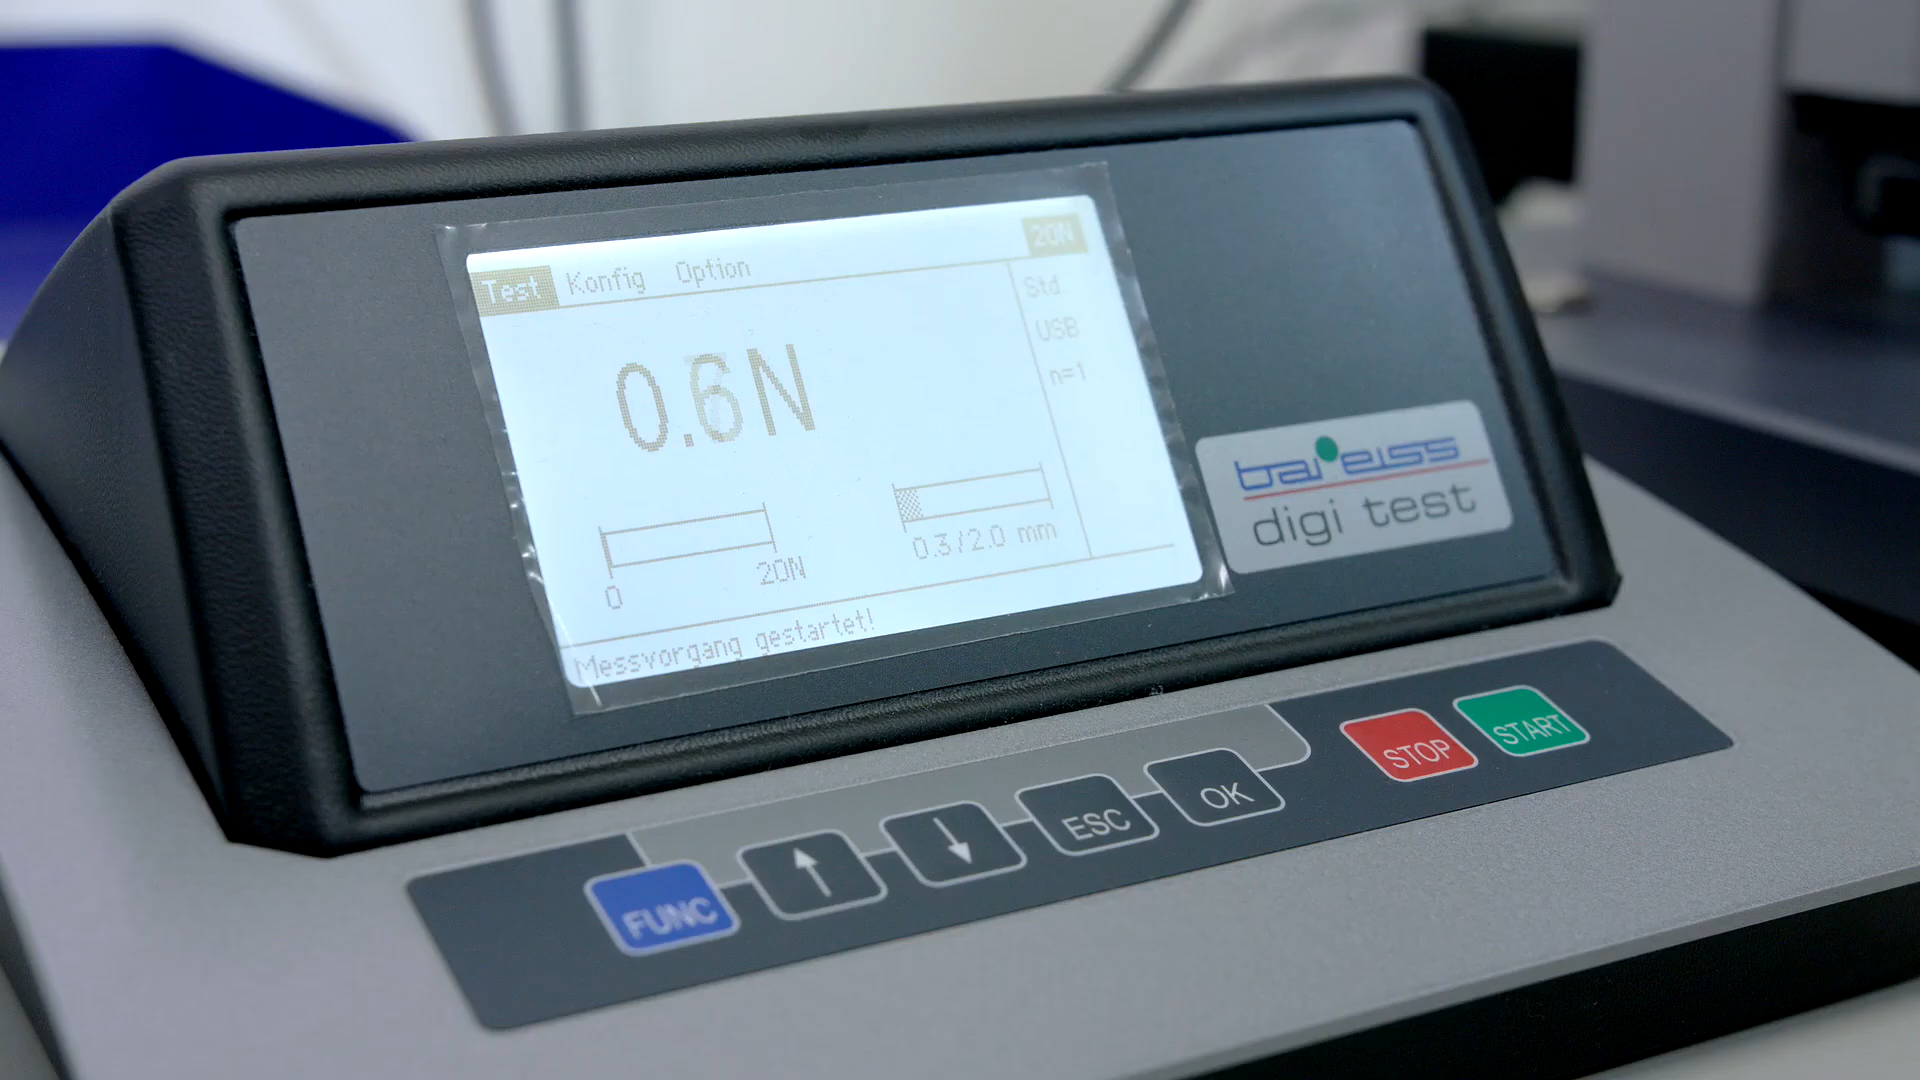 Test Konfig Option 20N
Std.
USB
n=1
0.6N
0 20N
0.3/2.0 mm
Messvorgang gestartet!
bareiss
digi test
FUNC ESC OK STOP START